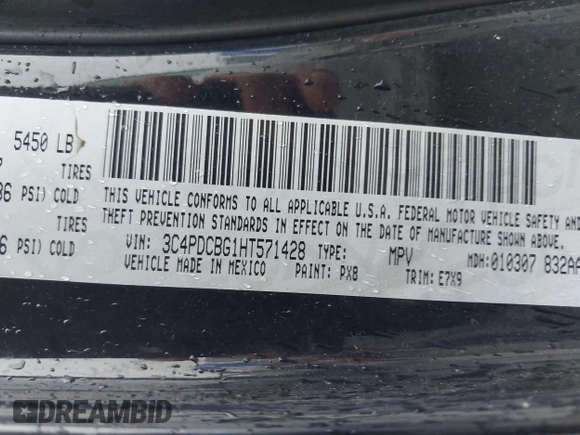 5450 LB
TIRES
PSI) COLD
TIRES
PSI) COLD
THIS VEHICLE CONFORMS TO ALL APPLICABLE U.S.A. FEDERAL MOTOR VEHICLE SAFETY AND
THEFT PREVENTION STANDARDS IN EFFECT ON THE DATE OF MANUFACTURE SHOWN ABOVE.
VIN: 3C4PDCBG1HT571428 TYPE: MPV MDH: 010307 832AA
VEHICLE MADE IN MEXICO PAINT: PX8 TRIM: E7X9
DREAMBID